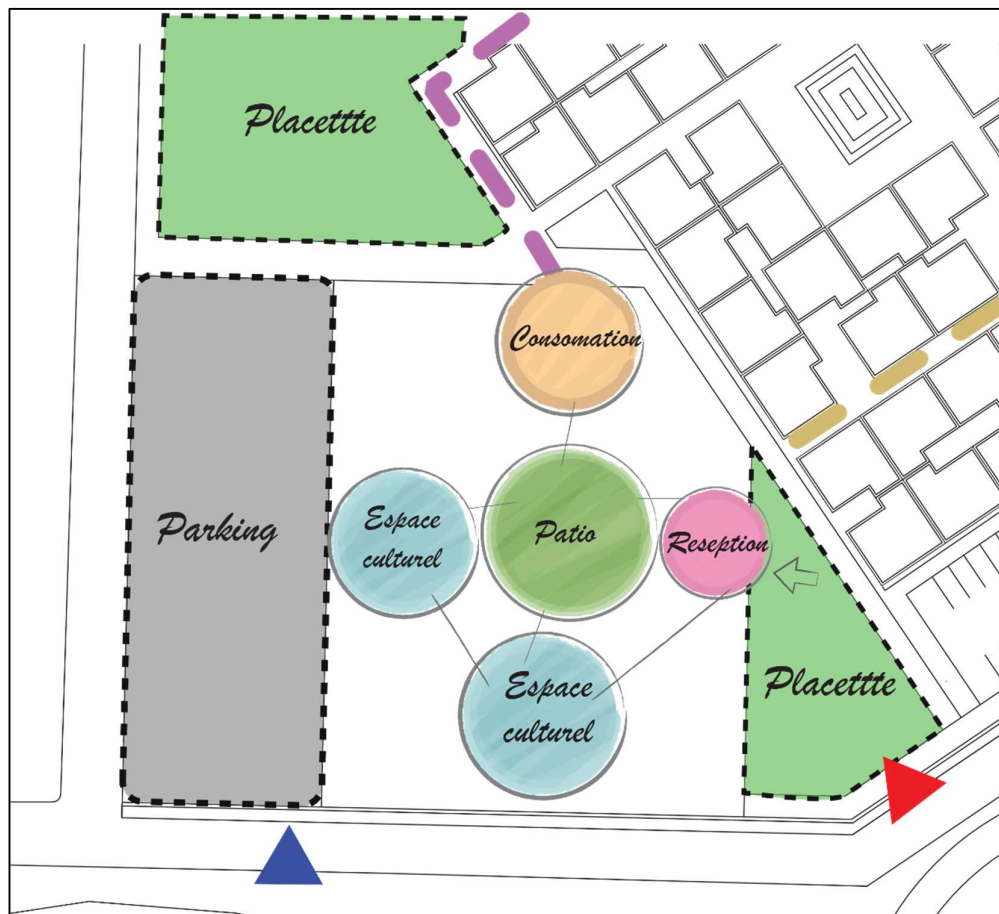 Placettte
Consomation
Parking
Espace
culturel
Patio
Reseption
Espace
culturel
Placettte